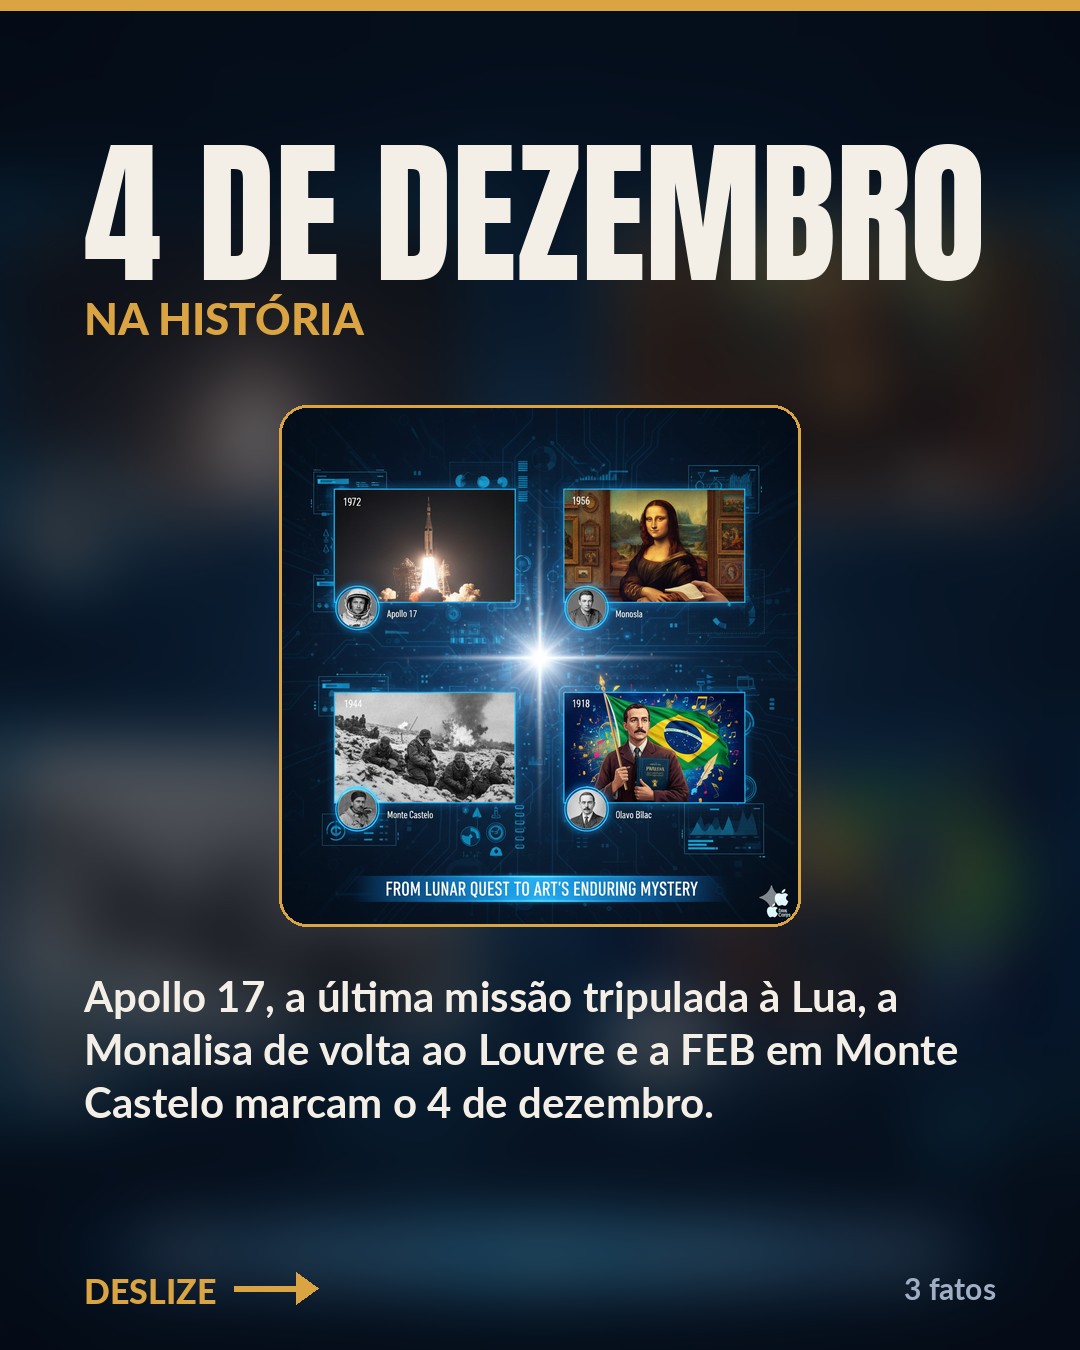 4 DE DEZEMBRO
NA HISTÓRIA
1972
1956
Apollo 17
Monosla
1944
1918
Monte Castelo
Olavo Bllac
FROM LUNAR QUEST TO ART'S ENDURING MYSTERY
Apollo 17, a última missão tripulada à Lua, a
Monalisa de volta ao Louvre e a FEB em Monte
Castelo marcam o 4 de dezembro.
DESLIZE
3 fatos